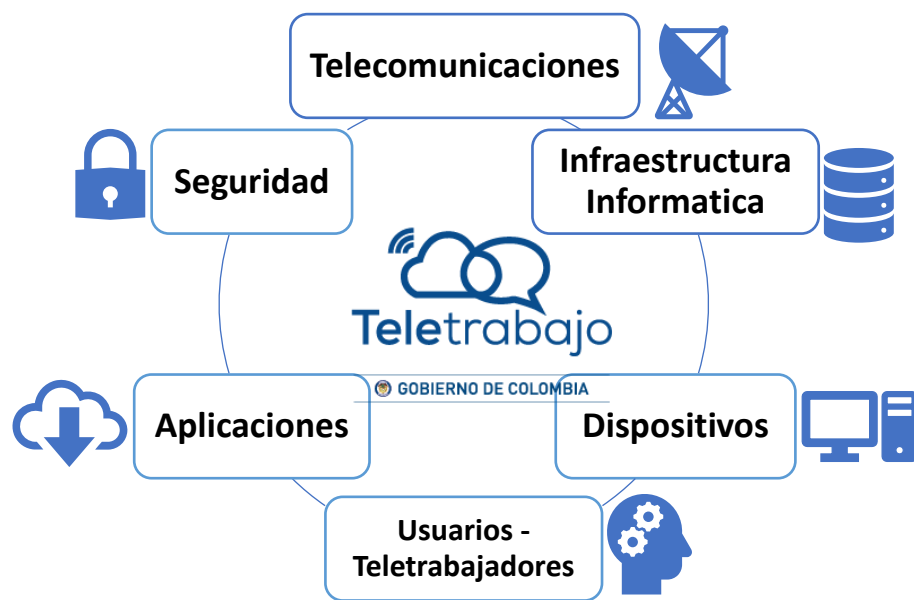 Telecomunicaciones
Seguridad
Infraestructura
Informatica
Teletrabajo
GOBIERNO DE COLOMBIA
Aplicaciones
Dispositivos
Usuarios -
Teletrabajadores